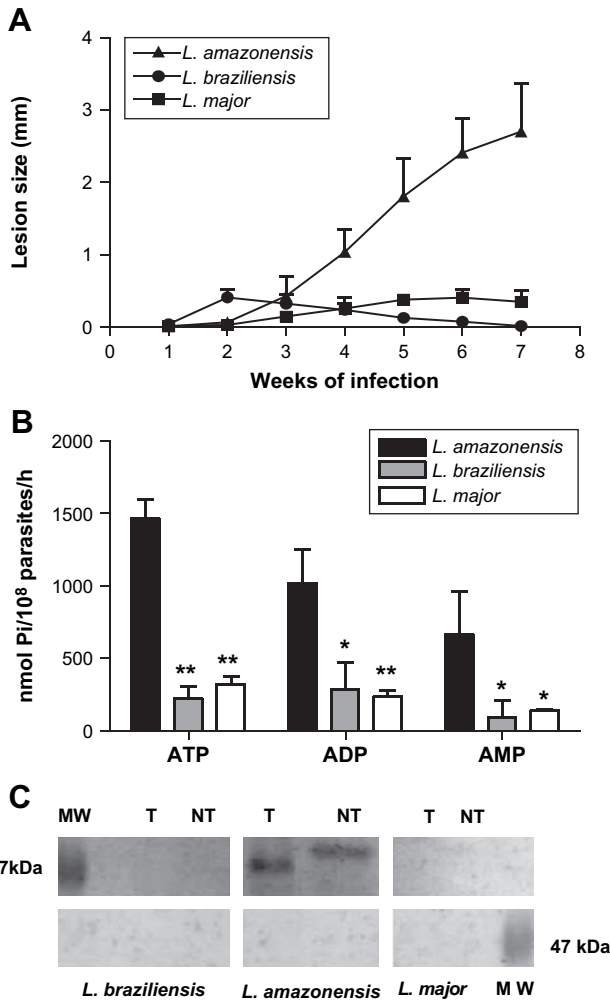 A
4
3
2
1
0
Lesion size (mm)
L. amazonensis
L. braziliensis
L. major
0 1 2 3 4 5 6 7 8
Weeks of infection
B
2000
1500
1000
500
0
nmol Pi/10⁸ parasites/h
L. amazonensis
L. braziliensis
L. major
** ** * ** * *
ATP ADP AMP
C
MW T NT T NT T NT
7kDa
47 kDa
L. braziliensis L. amazonensis L. major M W